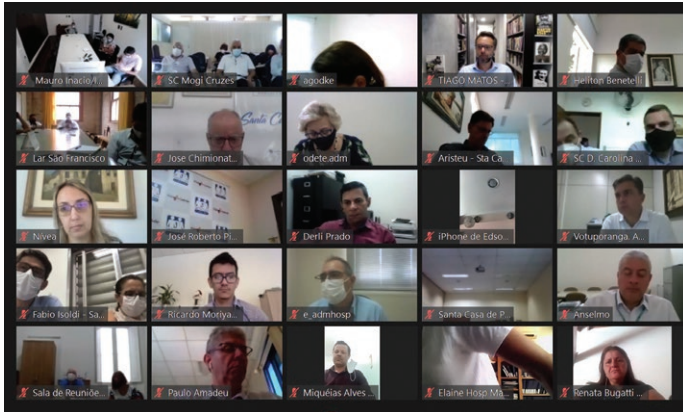 Mauro Inacio...
SC Mogi Cruzes
agodke
TIAGO MATOS - ...
Heliton Benetelli
Lar São Francisco
Jose Chimionat...
Santa C
odete.adm
Aristeu - Sta Ca...
SC D. Carolina ...
Nivea
José Roberto Pi...
Derli Prado
iPhone de Edso...
Votuporanga. A...
Fabio Isoldi - Sa...
Ricardo Moriya...
e_admhosp
Santa Casa de P...
Anselmo
Sala de Reuniõe...
Paulo Amadeu
Miquéias Alves ...
Elaine Hosp Ma...
Renata Bugatti ...